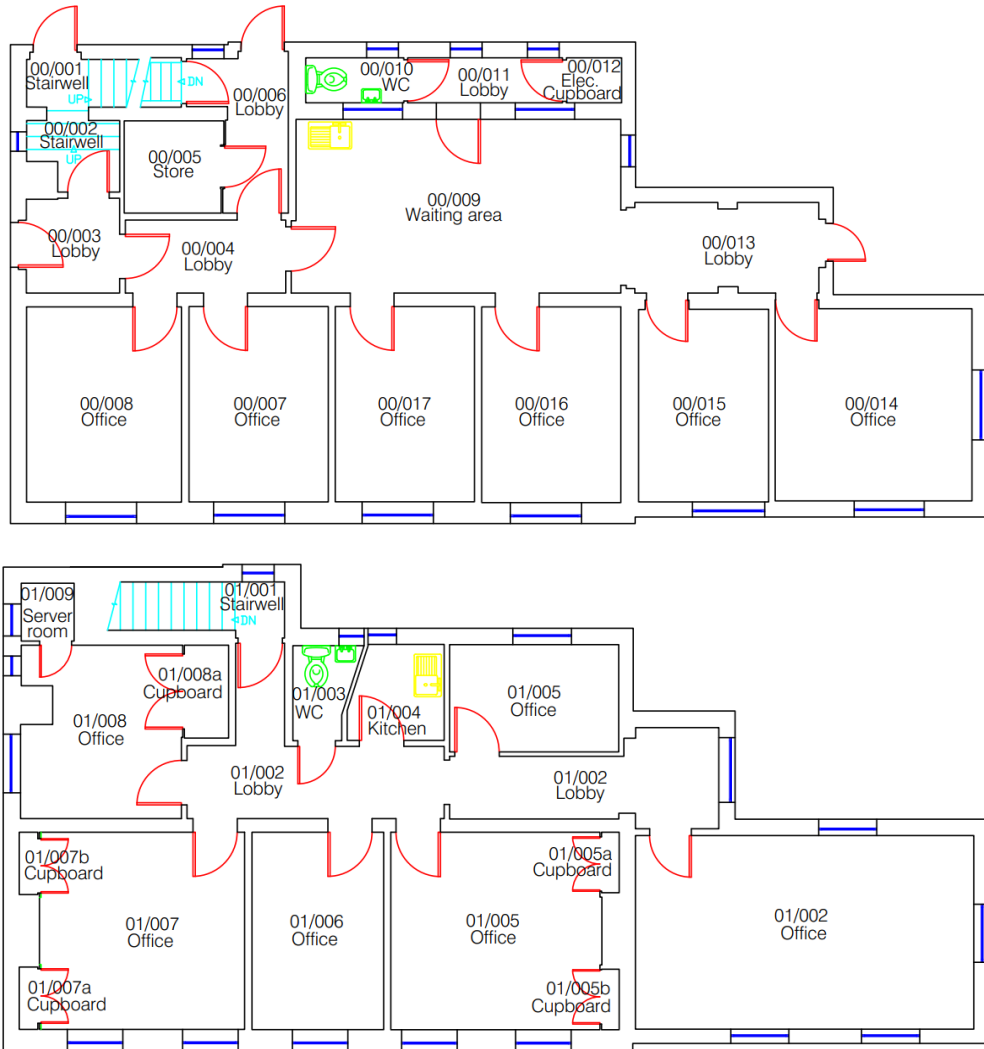 00/001
Stairwell
UP
DN
00/002
Stairwell
UP
00/003
Lobby
00/004
Lobby
00/005
Store
00/006
Lobby
00/010
WC
00/011
Lobby
00/012
Elec.
Cupboard
00/009
Waiting area
00/013
Lobby
00/008
Office
00/007
Office
00/017
Office
00/016
Office
00/015
Office
00/014
Office
01/009
Server
room
01/001
Stairwell
DN
01/008a
Cupboard
01/008
Office
01/003
WC
01/004
Kitchen
01/005
Office
01/002
Lobby
01/002
Lobby
01/007b
Cupboard
01/007
Office
01/007a
Cupboard
01/006
Office
01/005a
Cupboard
01/005
Office
01/005b
Cupboard
01/002
Office